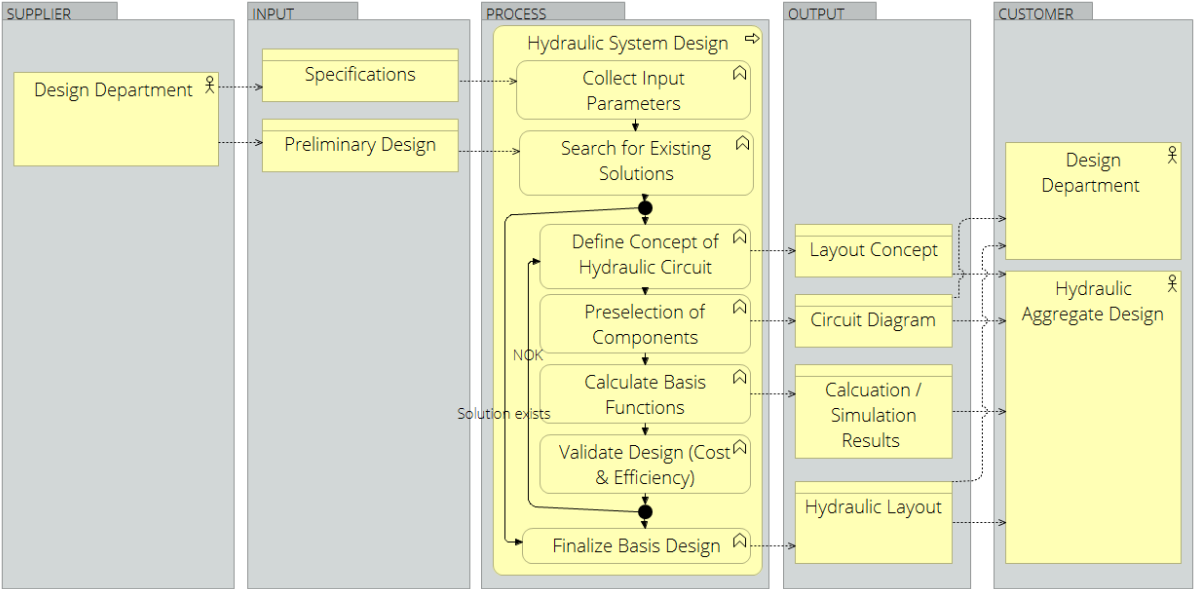 SUPPLIER
INPUT
PROCESS
OUTPUT
CUSTOMER
Design Department
Specifications
Preliminary Design
Hydraulic System Design
Collect Input
Parameters
Search for Existing
Solutions
Define Concept of
Hydraulic Circuit
Preselection of
Components
NOK
Calculate Basis
Functions
Solution exists
Validate Design (Cost
& Efficiency)
Finalize Basis Design
Layout Concept
Circuit Diagram
Calcuation /
Simulation
Results
Hydraulic Layout
Design
Department
Hydraulic
Aggregate Design